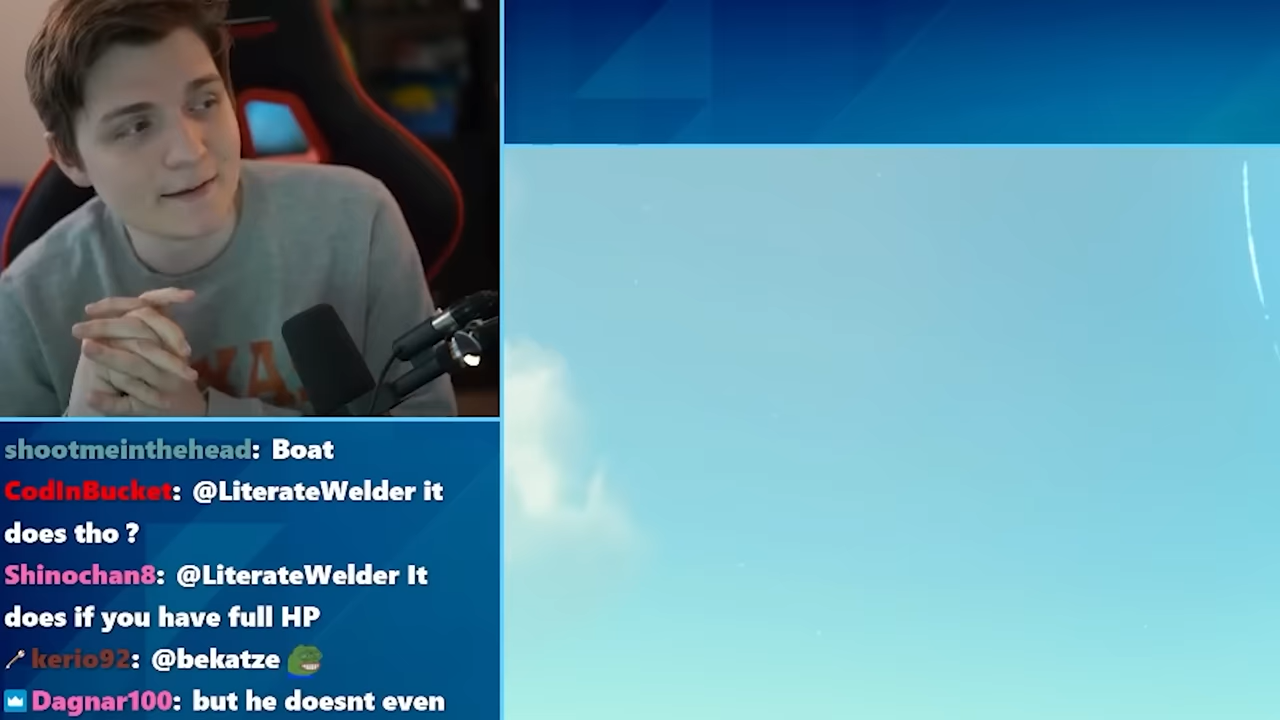 shootmeinthehead: Boat
CodInBucket: @LiterateWelder it
does tho ?
Shinochan8: @LiterateWelder It
does if you have full HP
kerio92: @bekatze
Dagnar100: but he doesnt even